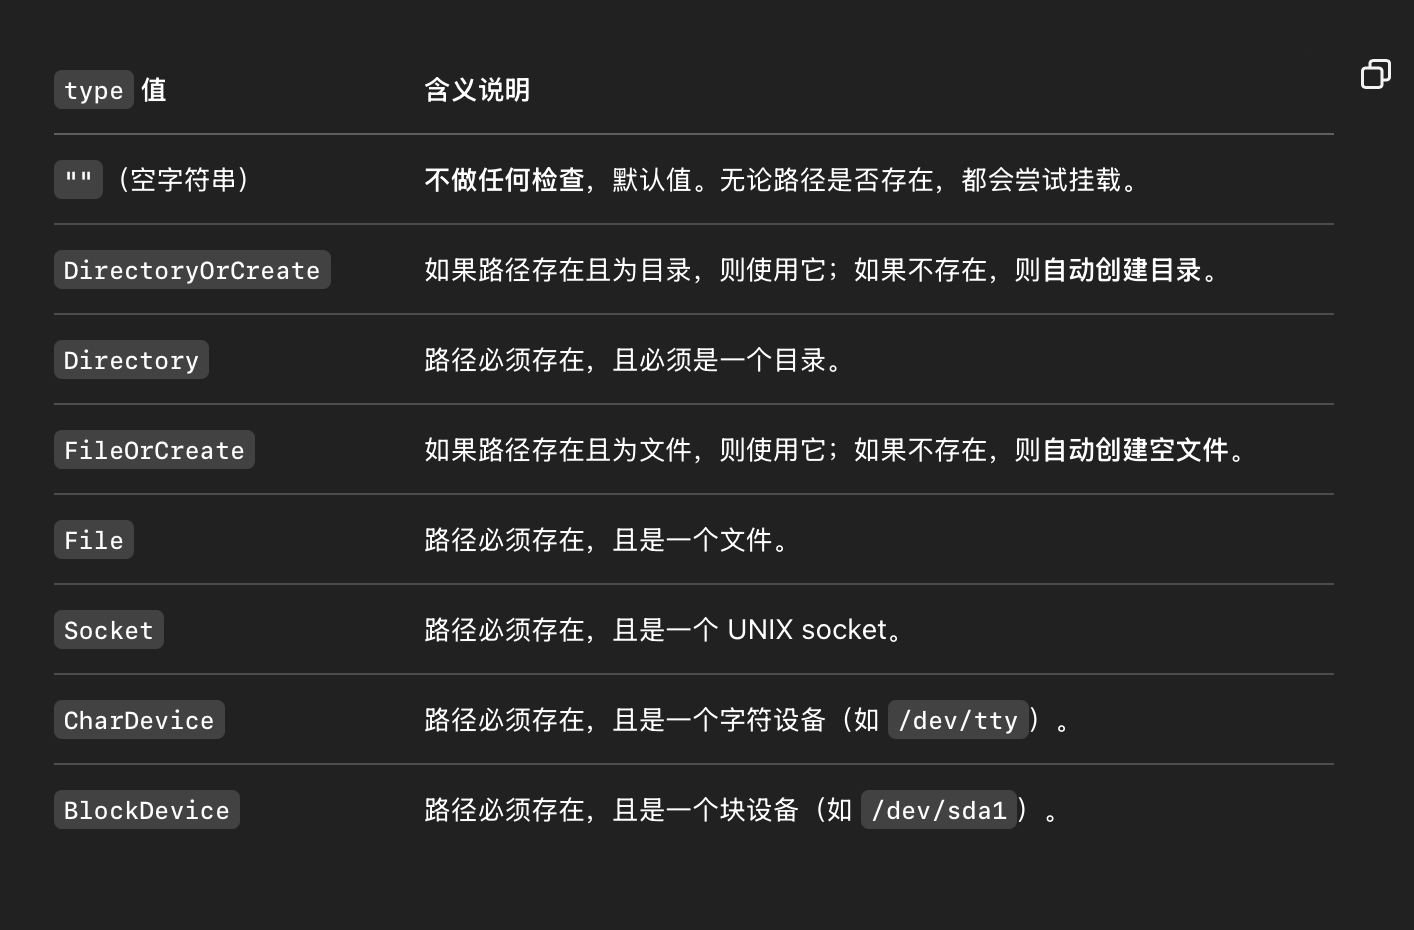 type 值 含义说明
""（空字符串） 不做任何检查，默认值。无论路径是否存在，都会尝试挂载。
DirectoryOrCreate 如果路径存在且为目录，则使用它；如果不存在，则自动创建目录。
Directory 路径必须存在，且必须是一个目录。
FileOrCreate 如果路径存在且为文件，则使用它；如果不存在，则自动创建空文件。
File 路径必须存在，且是一个文件。
Socket 路径必须存在，且是一个 UNIX socket。
CharDevice 路径必须存在，且是一个字符设备（如 /dev/tty）。
BlockDevice 路径必须存在，且是一个块设备（如 /dev/sda1）。